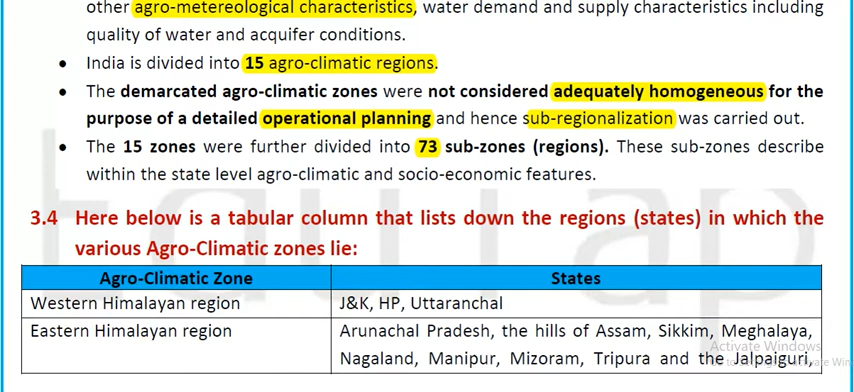 other agro-metereological characteristics, water demand and supply characteristics including
quality of water and acquifer conditions.
• India is divided into 15 agro-climatic regions.
• The demarcated agro-climatic zones were not considered adequately homogeneous for the
purpose of a detailed operational planning and hence sub-regionalization was carried out.
• The 15 zones were further divided into 73 sub-zones (regions). These sub-zones describe
within the state level agro-climatic and socio-economic features.
3.4 Here below is a tabular column that lists down the regions (states) in which the
various Agro-Climatic zones lie:
Agro-Climatic Zone States
Western Himalayan region J&K, HP, Uttaranchal
Eastern Himalayan region Arunachal Pradesh, the hills of Assam, Sikkim, Meghalaya,
Nagaland, Manipur, Mizoram, Tripura and the Jalpaiguri,
Activate Windows
EduTap